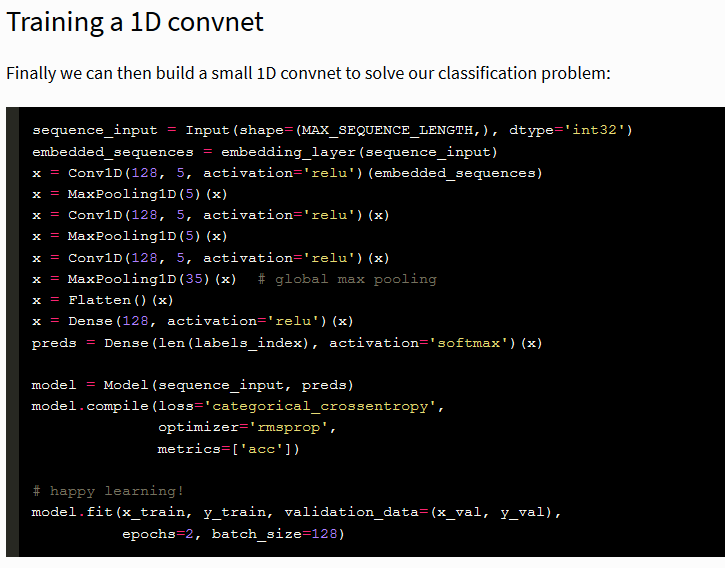 Training a 1D convnet
Finally we can then build a small 1D convnet to solve our classification problem:
sequence_input = Input(shape=(MAX_SEQUENCE_LENGTH,), dtype='int32')
embedded_sequences = embedding_layer(sequence_input)
x = Conv1D(128, 5, activation='relu')(embedded_sequences)
x = MaxPooling1D(5)(x)
x = Conv1D(128, 5, activation='relu')(x)
x = MaxPooling1D(5)(x)
x = Conv1D(128, 5, activation='relu')(x)
x = MaxPooling1D(35)(x)  # global max pooling
x = Flatten()(x)
x = Dense(128, activation='relu')(x)
preds = Dense(len(labels_index), activation='softmax')(x)
model = Model(sequence_input, preds)
model.compile(loss='categorical_crossentropy',
              optimizer='rmsprop',
              metrics=['acc'])
# happy learning!
model.fit(x_train, y_train, validation_data=(x_val, y_val),
          epochs=2, batch_size=128)